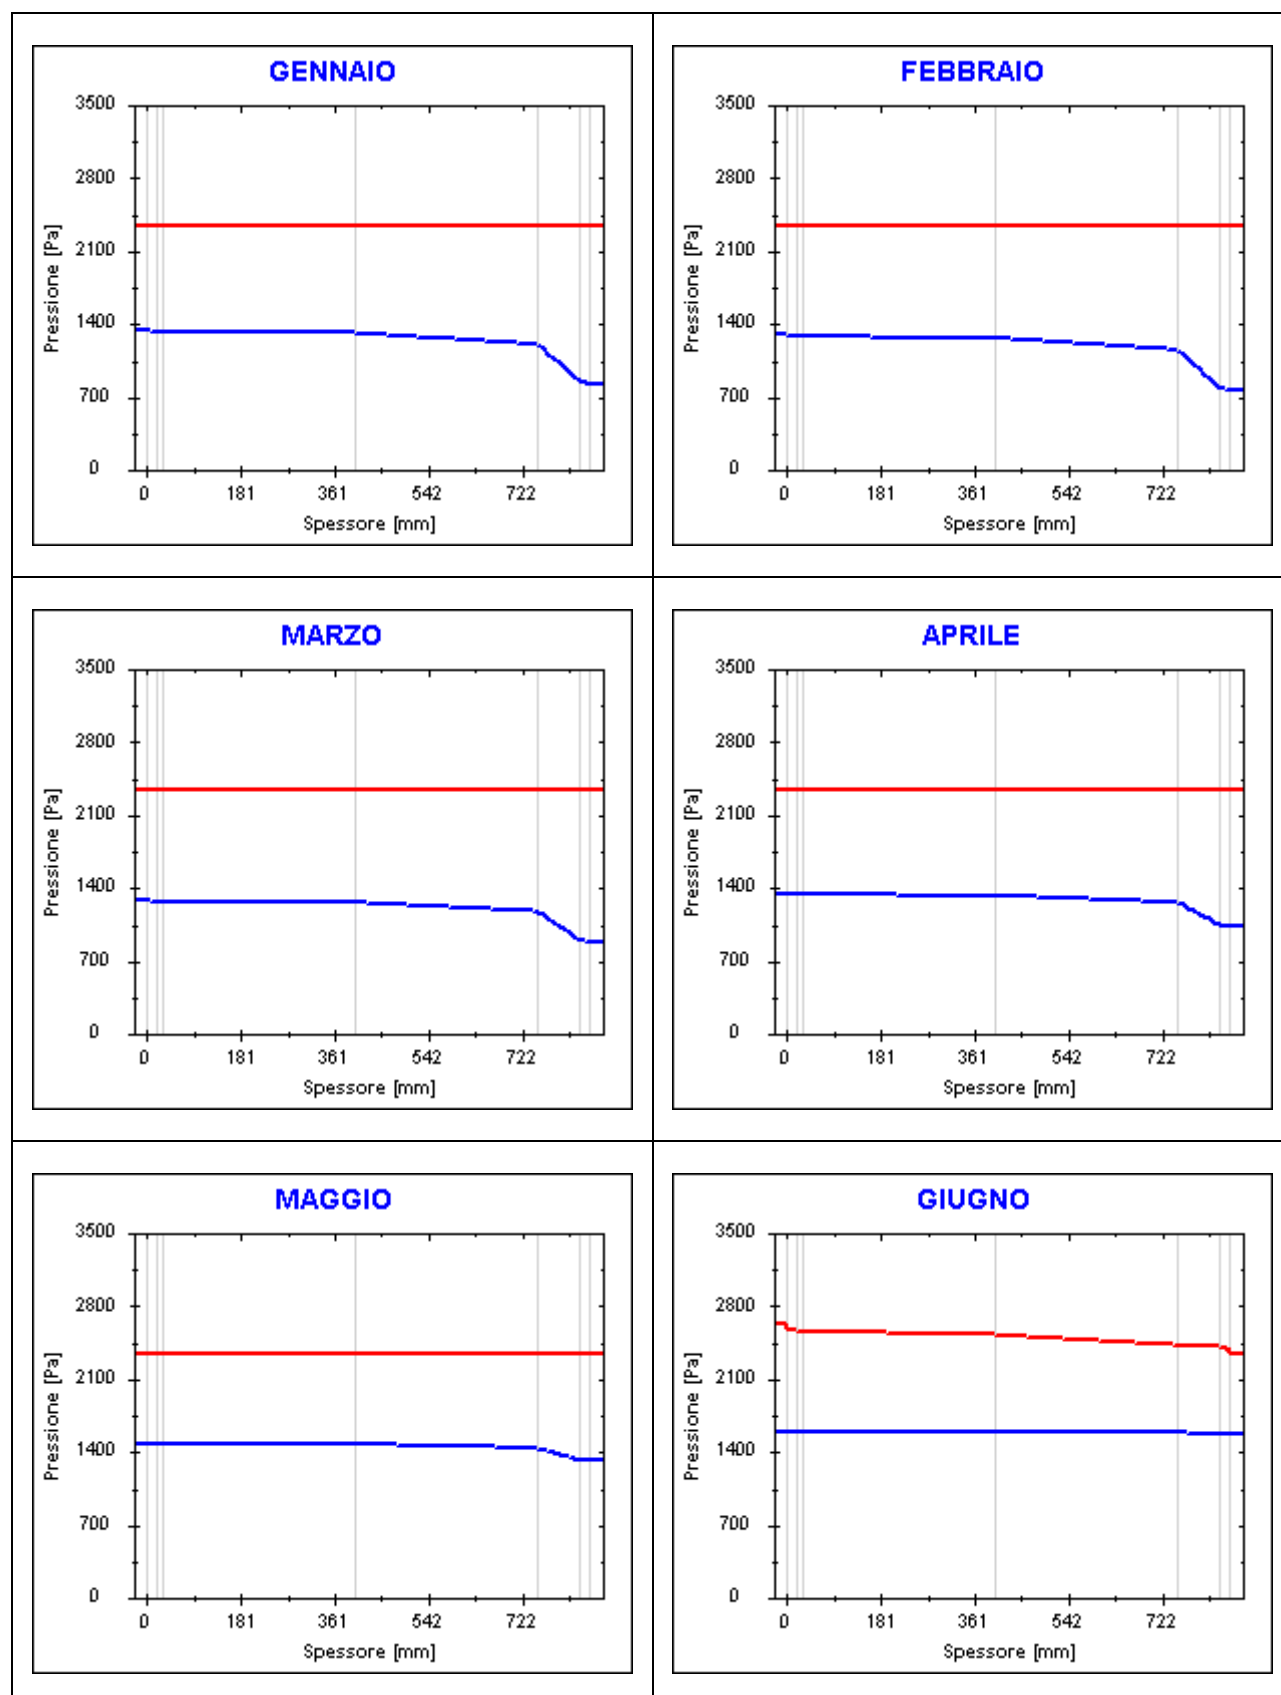 GENNAIO
3500
2800
2100
1400
700
0
Pressione [Pa]
0 181 361 542 722
Spessore [mm]
FEBBRAIO
3500
2800
2100
1400
700
0
Pressione [Pa]
0 181 361 542 722
Spessore [mm]
MARZO
3500
2800
2100
1400
700
0
Pressione [Pa]
0 181 361 542 722
Spessore [mm]
APRILE
3500
2800
2100
1400
700
0
Pressione [Pa]
0 181 361 542 722
Spessore [mm]
MAGGIO
3500
2800
2100
1400
700
0
Pressione [Pa]
0 181 361 542 722
Spessore [mm]
GIUGNO
3500
2800
2100
1400
700
0
Pressione [Pa]
0 181 361 542 722
Spessore [mm]